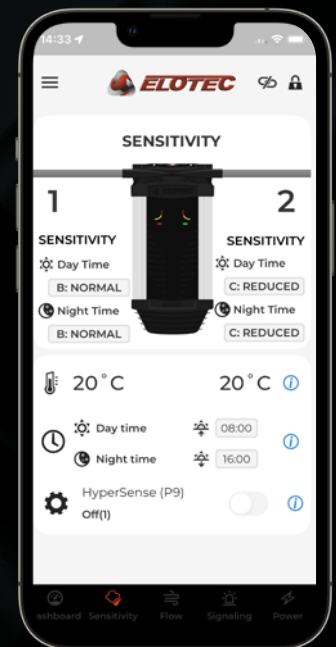 14:33
ELOTEC
SENSITIVITY
1
2
SENSITIVITY
SENSITIVITY
Day Time
Day Time
B: NORMAL
C: REDUCED
Night Time
Night Time
B: NORMAL
C: REDUCED
20°C
20°C
Day time
08:00
Night time
16:00
HyperSense (P9)
Off(1)
ashboard Sensitivity Flow Signaling Power